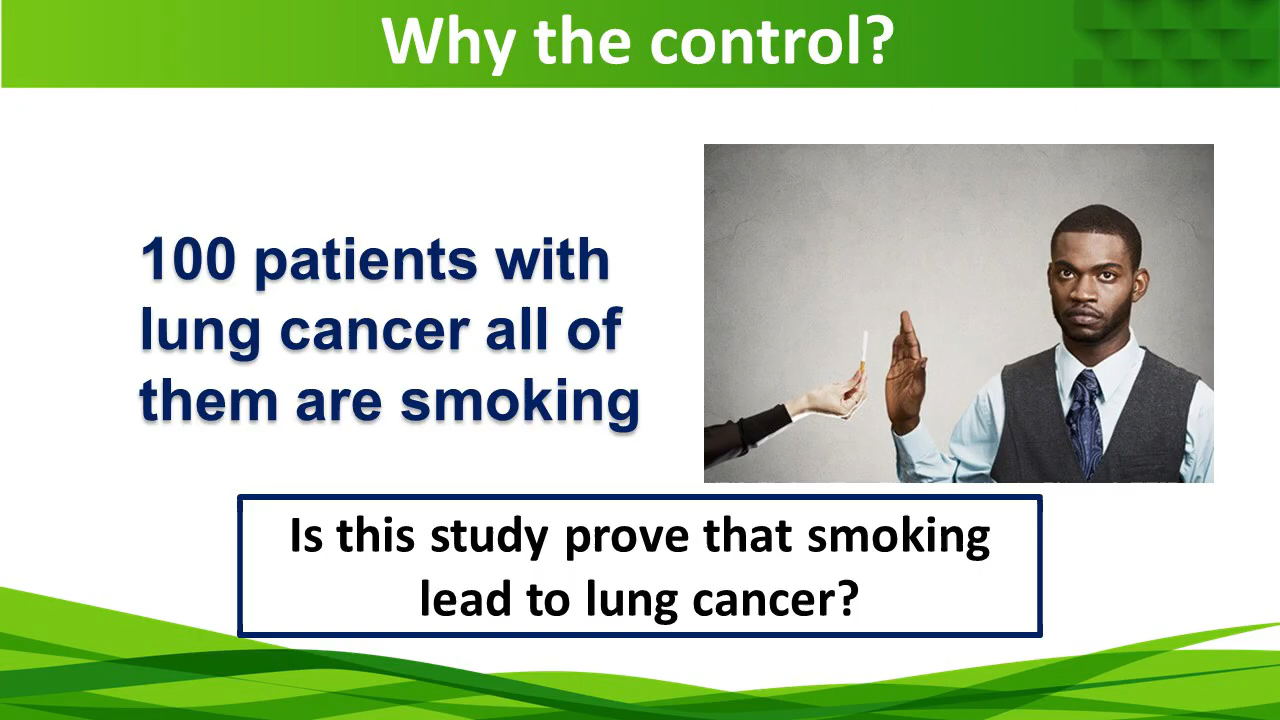 Why the control?
100 patients with
lung cancer all of
them are smoking
Is this study prove that smoking
lead to lung cancer?